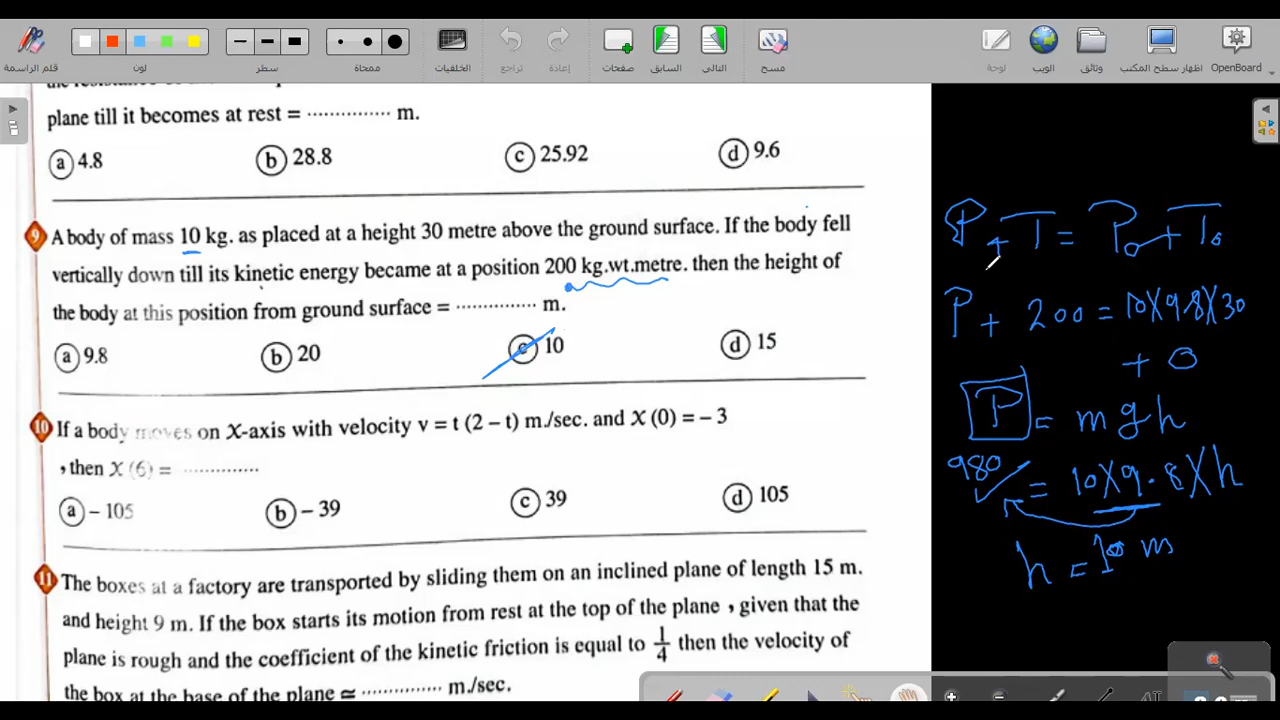 قلم الراسمة
لون
سطر
ممحاة
الخلفيات
تراجع
إعادة
صفحات
السابق
التالى
مسح
لوحة
الويب
وثائق
اظهار سطح المكتب
OpenBoard
plane till it becomes at rest = ............... m.
a 4.8 b 28.8 c 25.92 d 9.6
9 A body of mass 10 kg. as placed at a height 30 metre above the ground surface. If the body fell
vertically down till its kinetic energy became at a position 200 kg.wt.metre. then the height of
the body at this position from ground surface = ............... m.
a 9.8 b 20 c 10 d 15
10 If a body moves on X-axis with velocity v = t (2 – t) m./sec. and X (0) = – 3
, then X (6) = ...............
a – 105 b – 39 c 39 d 105
11 The boxes at a factory are transported by sliding them on an inclined plane of length 15 m.
and height 9 m. If the box starts its motion from rest at the top of the plane , given that the
plane is rough and the coefficient of the kinetic friction is equal to 1/4 then the velocity of
the box at the base of the plane ≃ ............... m./sec.
P + T = P₀ + T₀
P + 200 = 10 X 9.8 X 30
+ 0
P = m g h
980 = 10 X 9.8 X h
h = 10 m